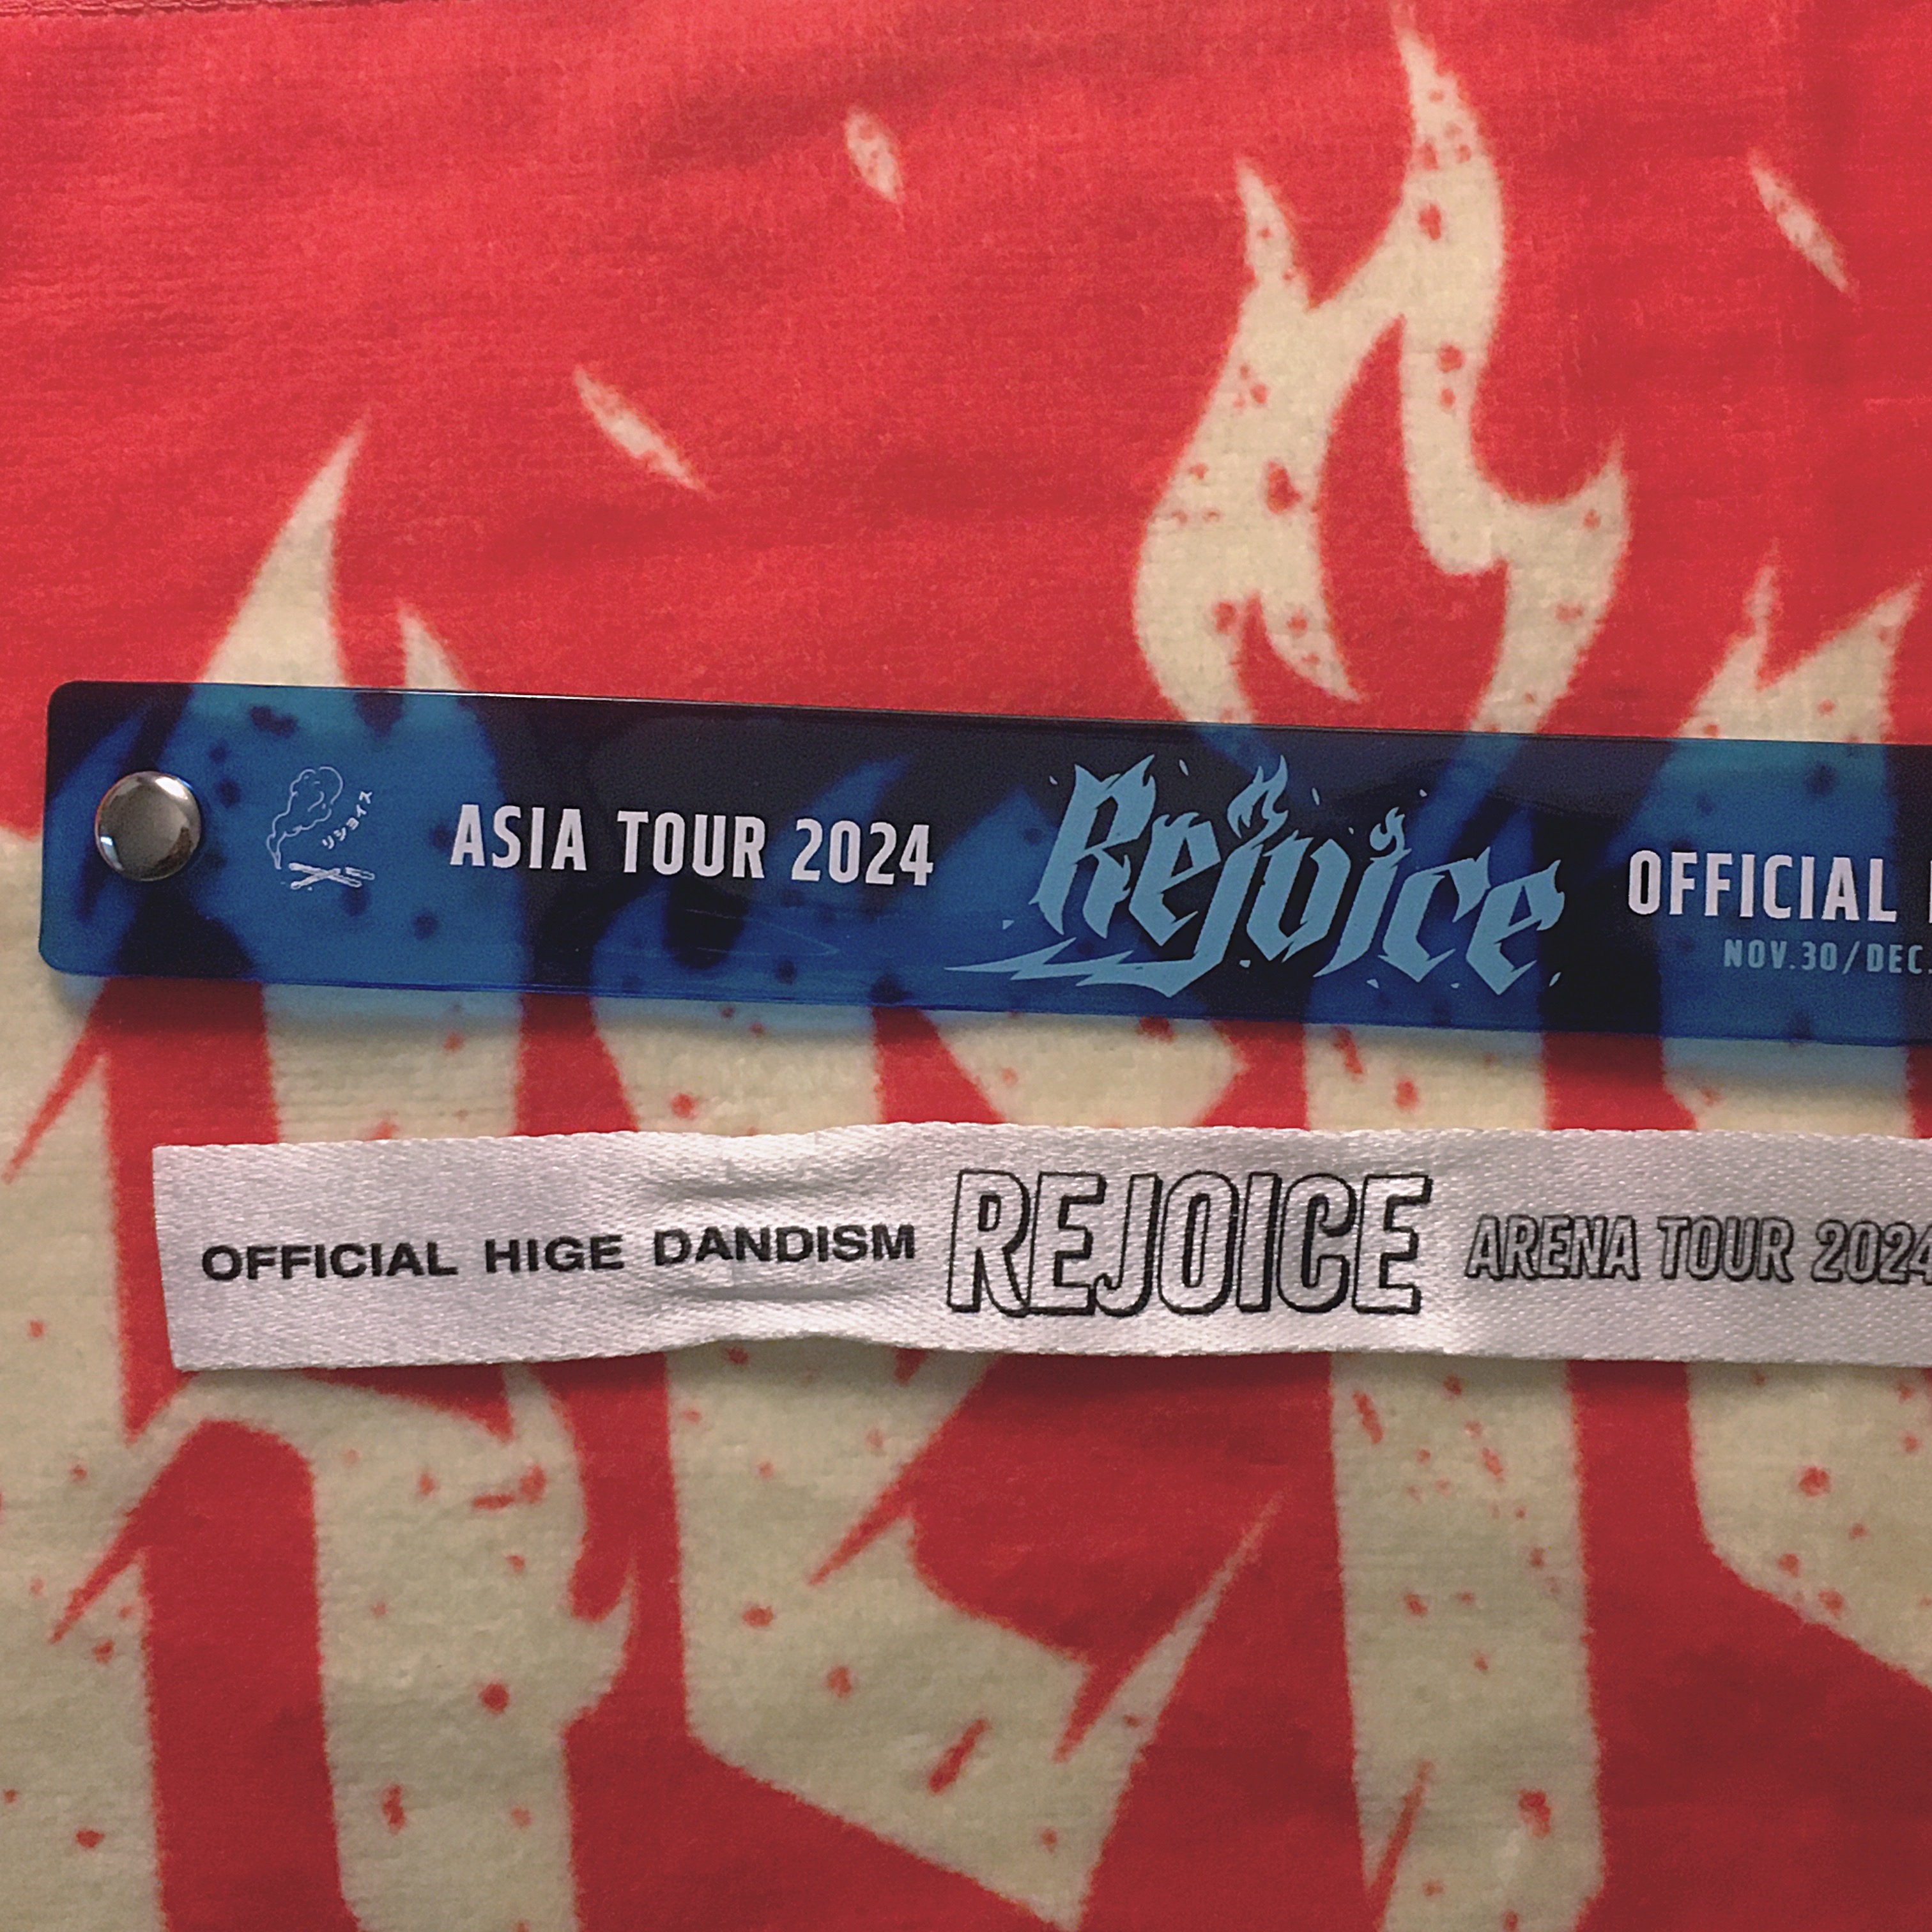 リジョイス
ASIA TOUR 2024
Rejoice
OFFICIAL
NOV.30/DEC.
OFFICIAL HIGE DANDISM REJOICE ARENA TOUR 2024